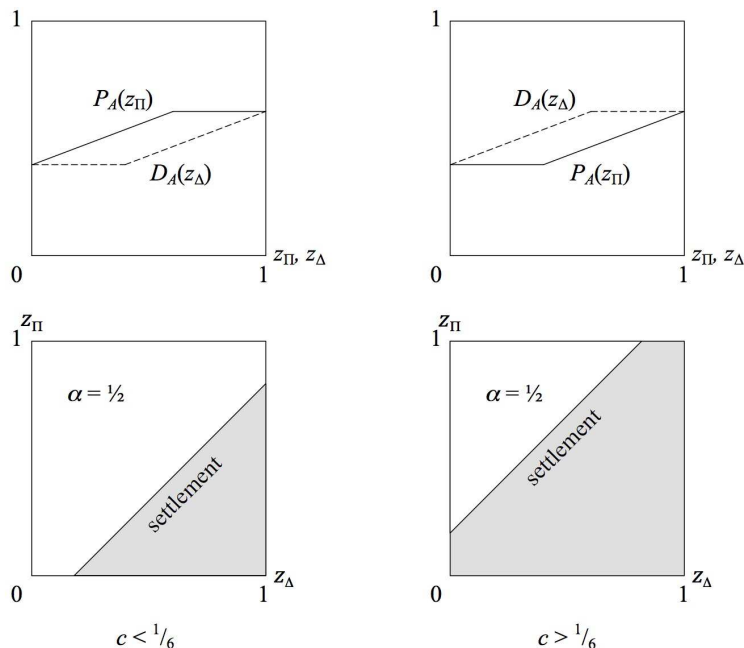 1
P_A(z_Π)
D_A(z_Δ)
0
1
z_Π, z_Δ
1
D_A(z_Δ)
P_A(z_Π)
0
1
z_Π, z_Δ
z_Π
1
α = ½
settlement
0
1
z_Δ
c < ¹/₆
z_Π
1
α = ½
settlement
0
1
z_Δ
c > ¹/₆